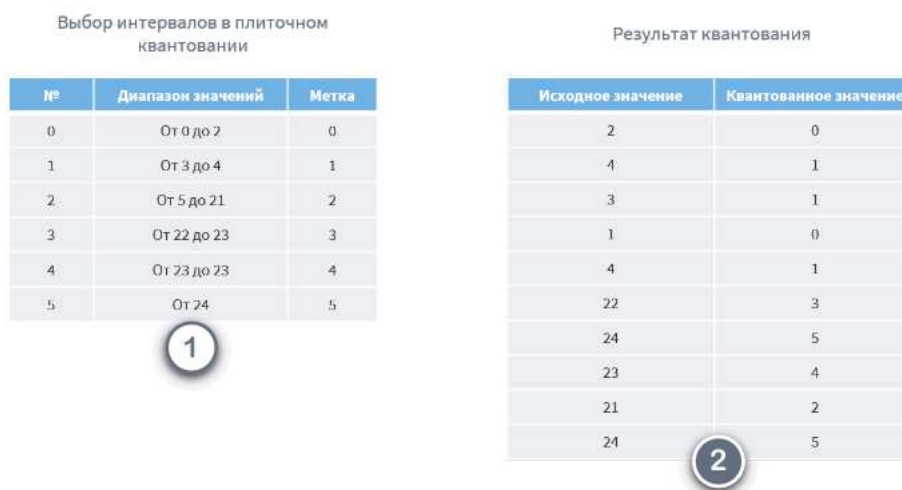 Выбор интервалов в плиточном
квантовании
№ Диапазон значений Метка
0 От 0 до 2 0
1 От 3 до 4 1
2 От 5 до 21 2
3 От 22 до 23 3
4 От 23 до 23 4
5 От 24 5
1
Результат квантования
Исходное значение Квантованное значение
2 0
4 1
3 1
1 0
4 1
22 3
24 5
23 4
21 2
24 5
2